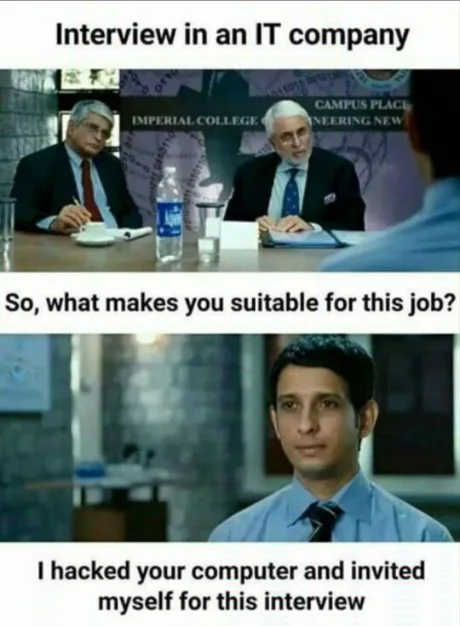 Interview in an IT company
CAMPUS PLAC
IMPERIAL COLLEGE
NEERING NEW
So, what makes you suitable for this job?
I hacked your computer and invited
myself for this interview